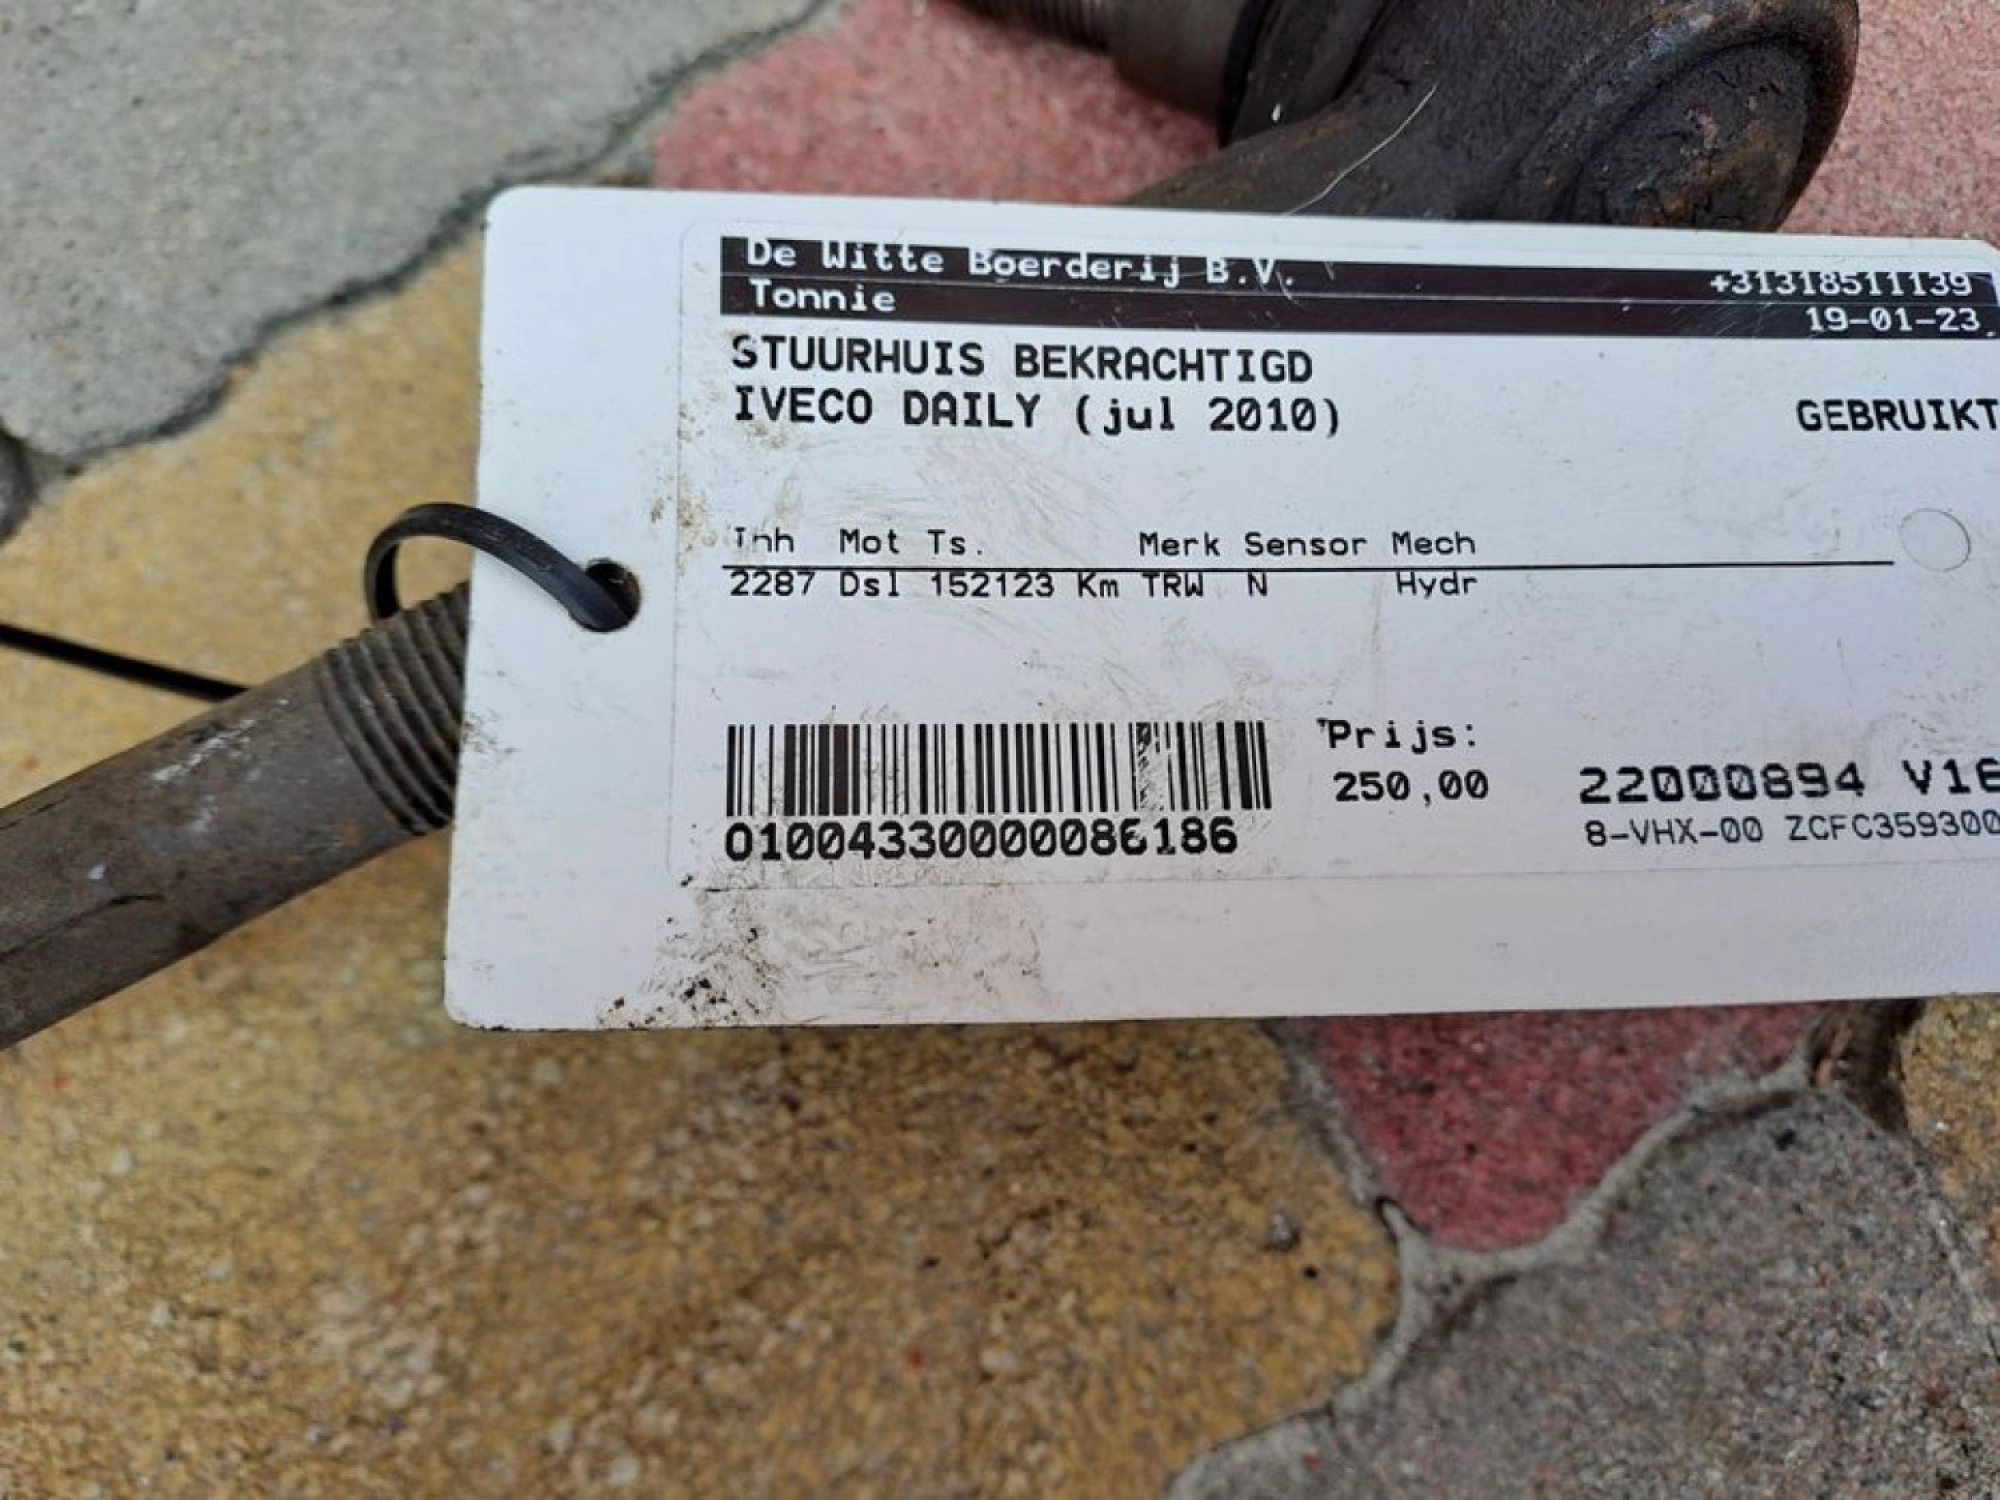 De Witte Boerderij B.V. +31318511139
Tonnie 19-01-23
STUURHUIS BEKRACHTIGD
IVECO DAILY (jul 2010) GEBRUIKT
Inh Mot Ts. Merk Sensor Mech
2287 Dsl 152123 Km TRW N Hydr
Prijs:
250,00 22000894 V16
8-VHX-00 ZCFC359300
01004330000086186